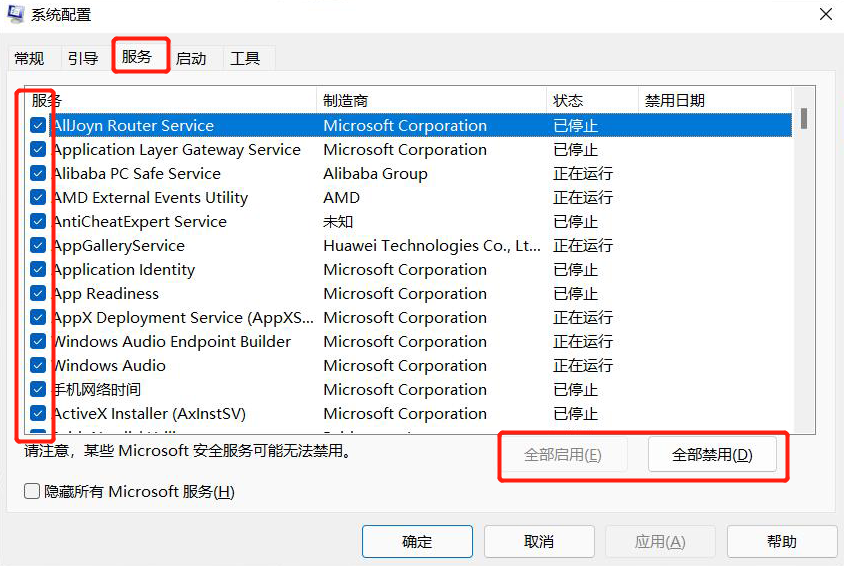 系统配置
常规 引导 服务 启动 工具
服务 制造商 状态 禁用日期
AllJoyn Router Service Microsoft Corporation 已停止
Application Layer Gateway Service Microsoft Corporation 已停止
Alibaba PC Safe Service Alibaba Group 正在运行
AMD External Events Utility AMD 正在运行
AntiCheatExpert Service 未知 已停止
AppGalleryService Huawei Technologies Co., Lt... 正在运行
Application Identity Microsoft Corporation 已停止
App Readiness Microsoft Corporation 已停止
AppX Deployment Service (AppXS... Microsoft Corporation 正在运行
Windows Audio Endpoint Builder Microsoft Corporation 正在运行
Windows Audio Microsoft Corporation 正在运行
手机网络时间 Microsoft Corporation 已停止
ActiveX Installer (AxInstSV) Microsoft Corporation 已停止
请注意，某些 Microsoft 安全服务可能无法禁用。
全部启用(E) 全部禁用(D)
隐藏所有 Microsoft 服务(H)
确定 取消 应用(A) 帮助